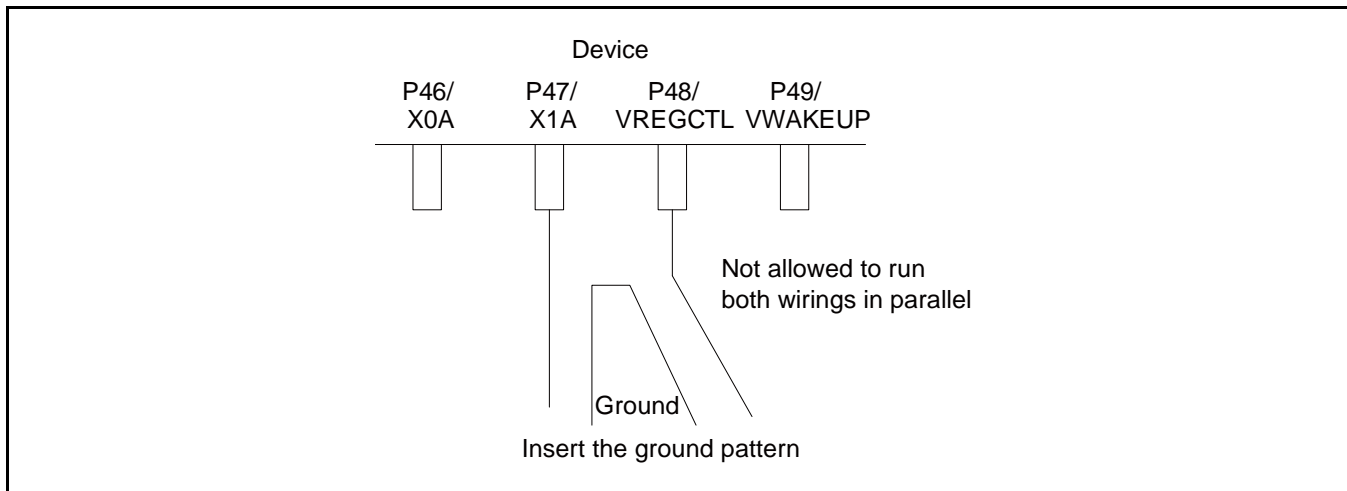 Device
P46/ P47/ P48/ P49/
X0A X1A VREGCTL VWAKEUP
Not allowed to run
both wirings in parallel
Ground
Insert the ground pattern